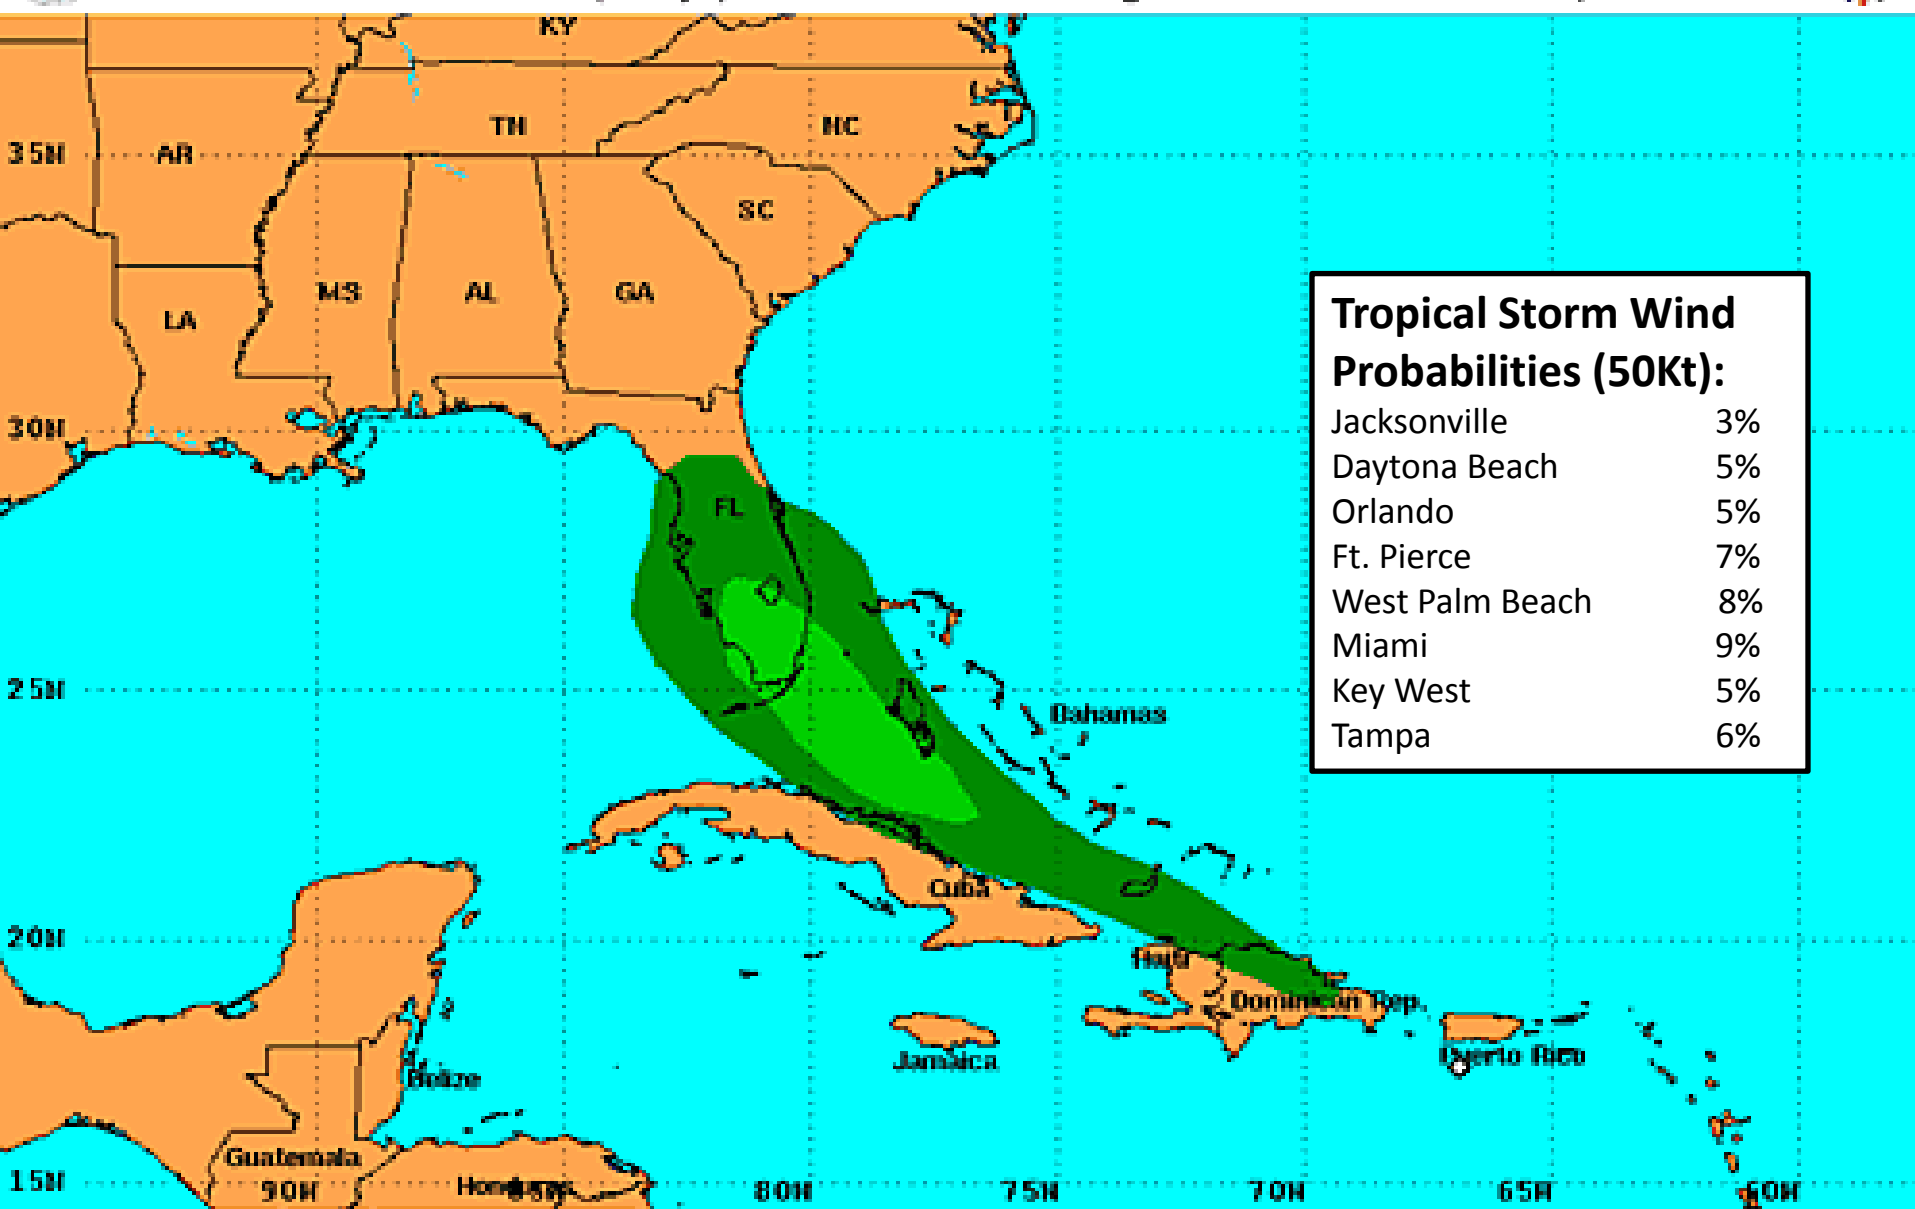 KY
TN
NC
35N
AR
SC
MS
AL
GA
LA
Tropical Storm Wind
Probabilities (50Kt):
Jacksonville 3%
Daytona Beach 5%
Orlando 5%
Ft. Pierce 7%
West Palm Beach 8%
Miami 9%
Key West 5%
Tampa 6%
30N
FL
25N
Bahamas
Cuba
20N
Haiti
Dominican Rep.
Jamaica
Puerto Rico
Belize
Guatemala
Honduras
15N
90W
80W
75W
70W
65W
60W